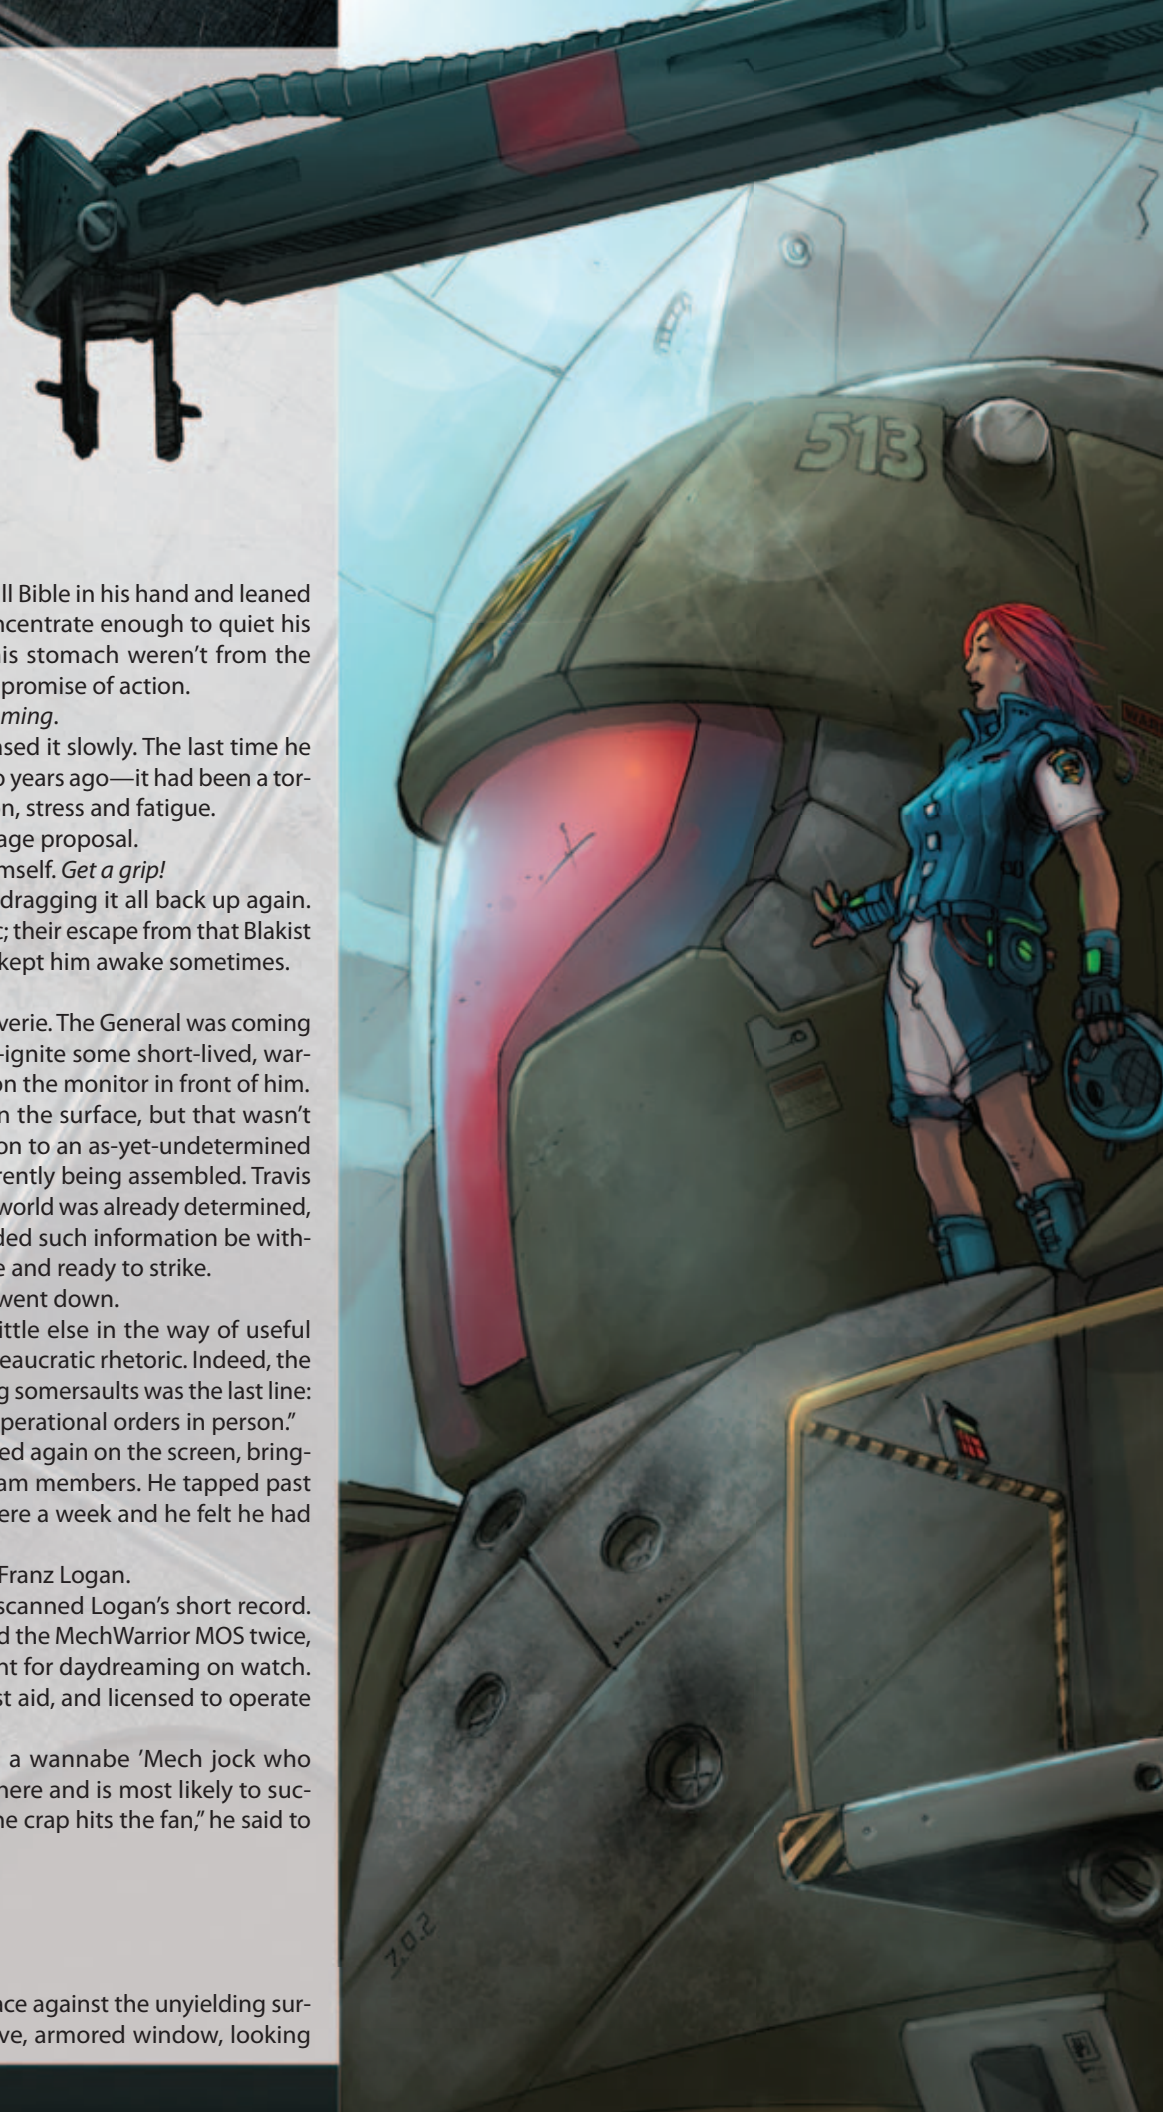 ll Bible in his hand and leaned
ncentrate enough to quiet his
his stomach weren’t from the
promise of action.
ming.
ased it slowly. The last time he
o years ago—it had been a tor-
n, stress and fatigue.
age proposal.
mself. Get a grip!
dragging it all back up again.
c; their escape from that Blakist
kept him awake sometimes.
verie. The General was coming
-ignite some short-lived, war-
on the monitor in front of him.
n the surface, but that wasn’t
on to an as-yet-undetermined
rently being assembled. Travis
world was already determined,
ded such information be with-
e and ready to strike.
went down.
ittle else in the way of useful
eaucratic rhetoric. Indeed, the
g somersaults was the last line:
perational orders in person.”
ed again on the screen, bring-
am members. He tapped past
ere a week and he felt he had
Franz Logan.
scanned Logan’s short record.
d the MechWarrior MOS twice,
nt for daydreaming on watch.
st aid, and licensed to operate
a wannabe ’Mech jock who
here and is most likely to suc-
he crap hits the fan,” he said to
nce against the unyielding sur-
ve, armored window, looking
513
7.0.2